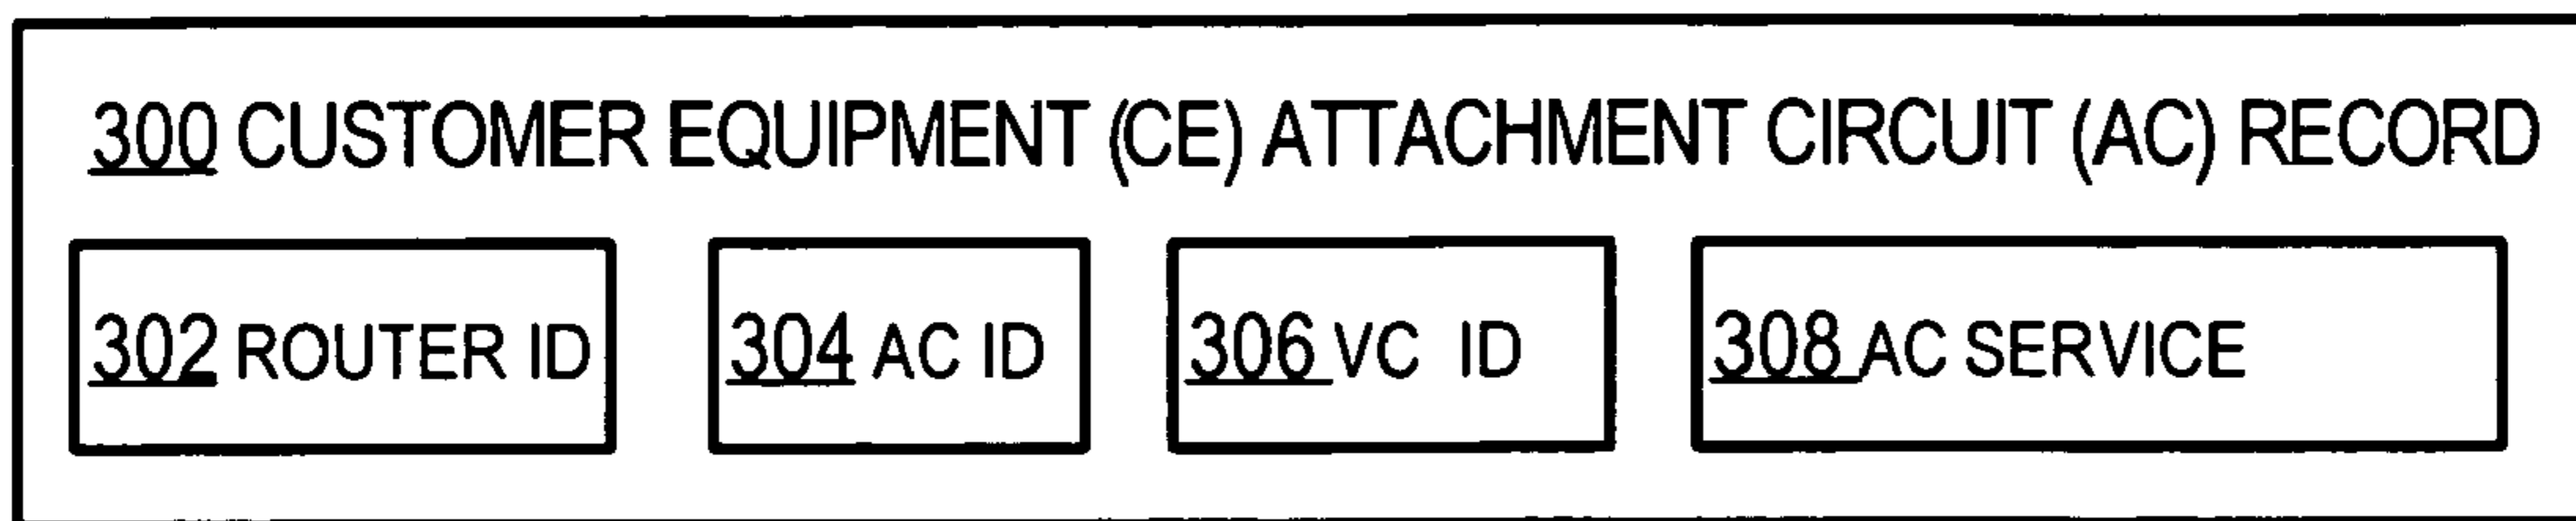 300 CUSTOMER EQUIPMENT (CE) ATTACHMENT CIRCUIT (AC) RECORD
302 ROUTER ID 304 AC ID 306 VC ID 308 AC SERVICE